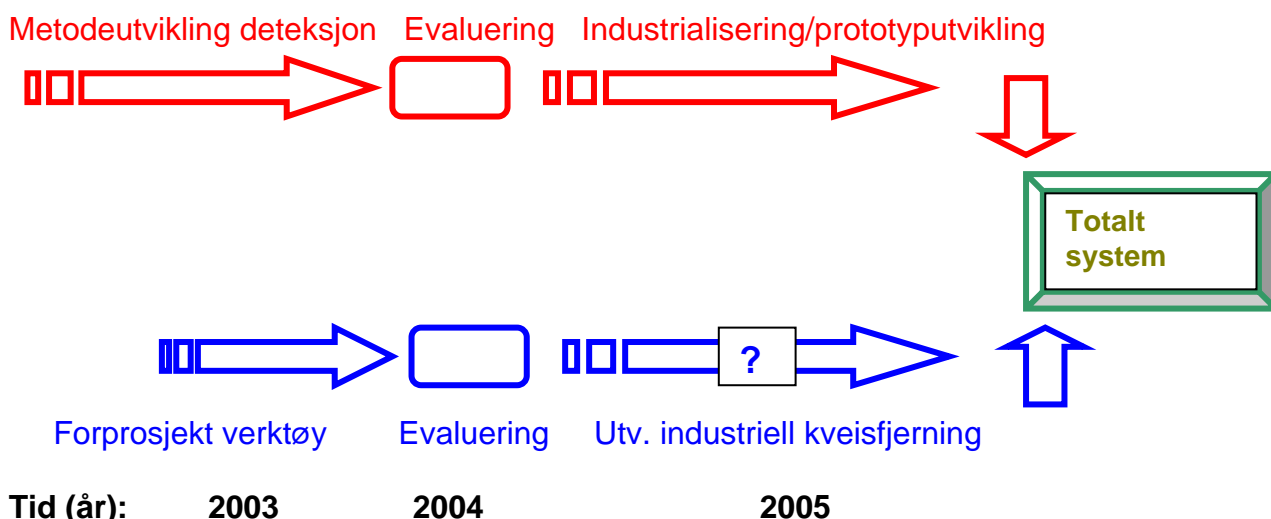 Metodeutvikling deteksjon Evaluering Industrialisering/prototyputvikling
Totalt
system
?
Forprosjekt verktøy Evaluering Utv. industriell kveisfjerning
Tid (år): 2003 2004 2005